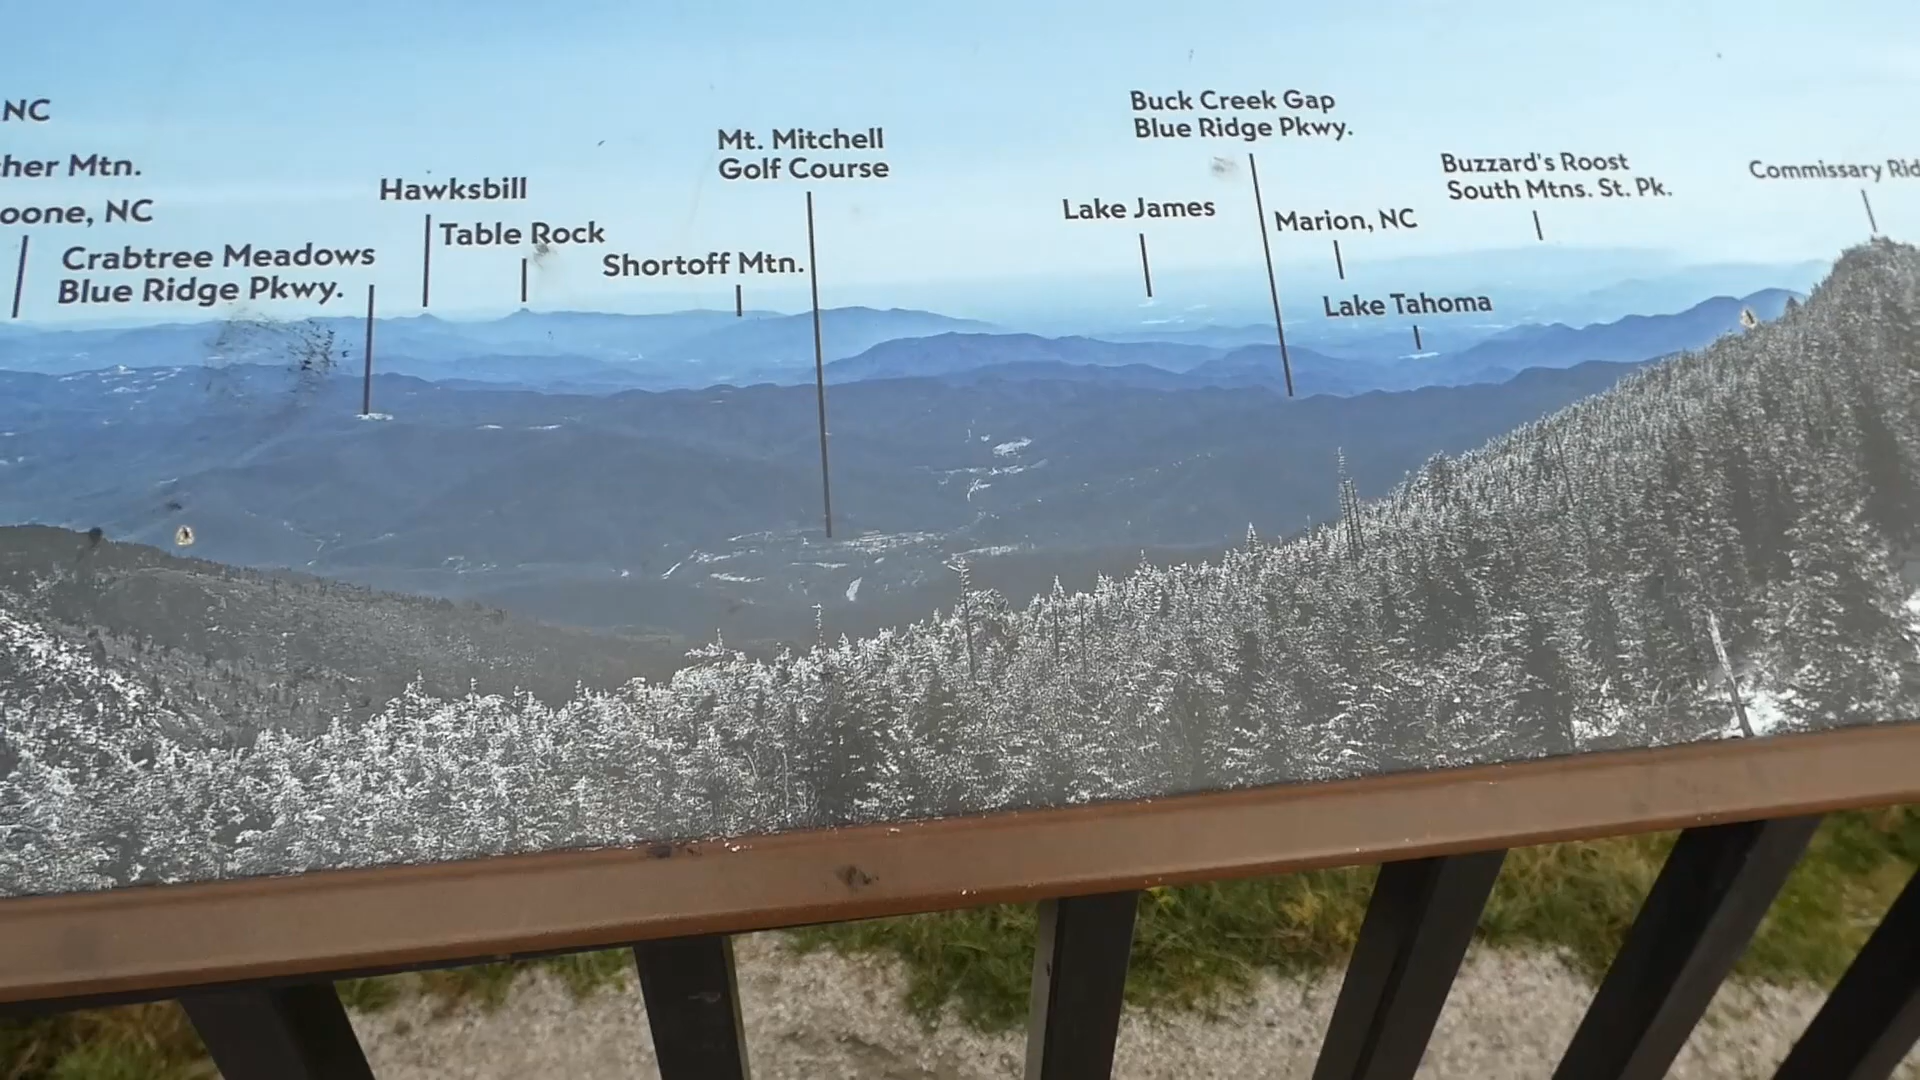 NC
her Mtn.
oone, NC
Crabtree Meadows
Blue Ridge Pkwy.
Hawksbill
Table Rock
Shortoff Mtn.
Mt. Mitchell
Golf Course
Lake James
Buck Creek Gap
Blue Ridge Pkwy.
Marion, NC
Lake Tahoma
Buzzard's Roost
South Mtns. St. Pk.
Commissary Rid